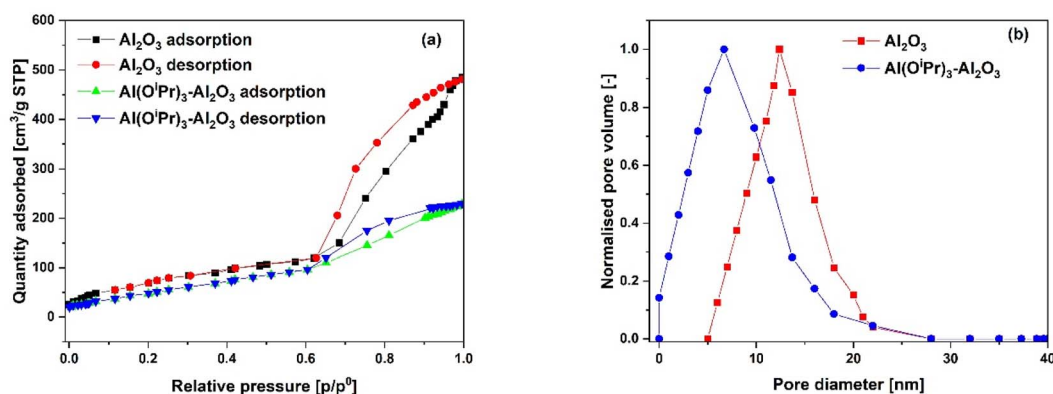 (a)
Al₂O₃ adsorption
Al₂O₃ desorption
Al(OⁱPr)₃-Al₂O₃ adsorption
Al(OⁱPr)₃-Al₂O₃ desorption
600
500
400
300
200
100
0
0.0 0.2 0.4 0.6 0.8 1.0
Quantity adsorbed [cm³/g STP]
Relative pressure [p/p⁰]
(b)
Al₂O₃
Al(OⁱPr)₃-Al₂O₃
1.0
0.8
0.6
0.4
0.2
0.0
0 10 20 30 40
Normalised pore volume [-]
Pore diameter [nm]